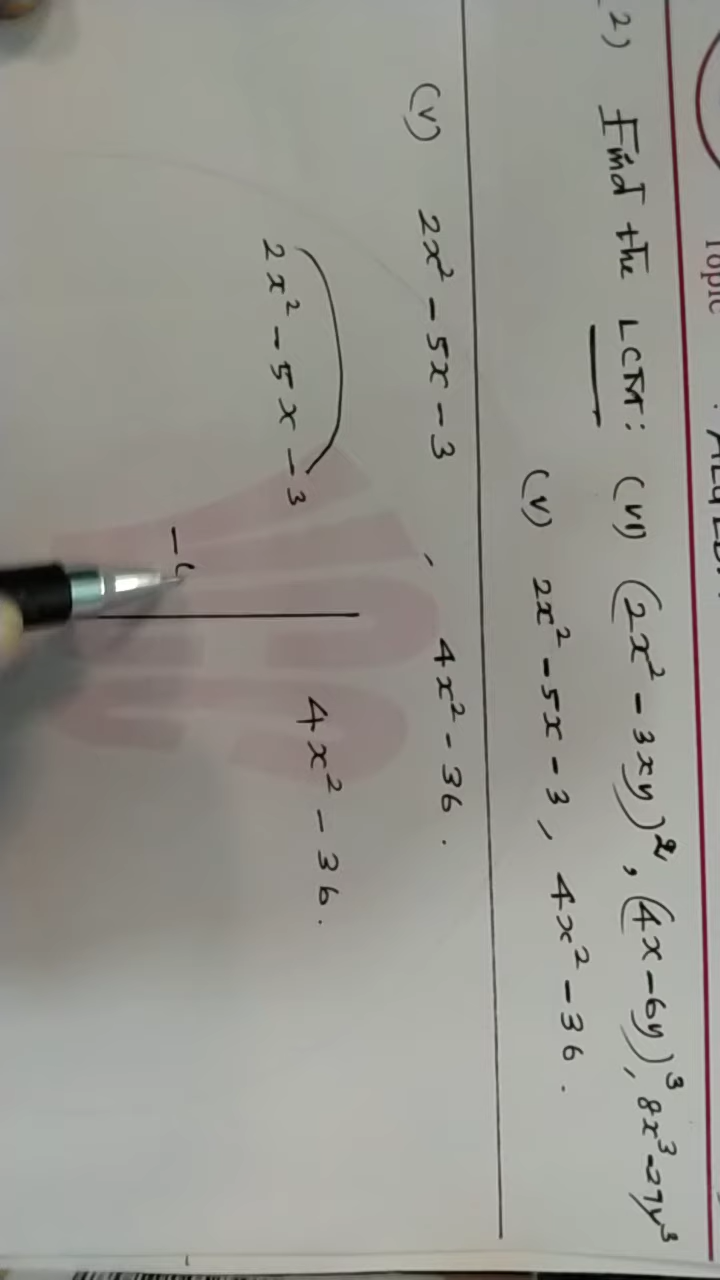 Topic
2) Find the LCM: (vi) (2x² - 3xy)², (4x - 6y)³, 8x³ - 27y³
(v) 2x² - 5x - 3, 4x² - 36.
(v) 2x² - 5x - 3, 4x² - 36.
2x² - 5x - 3 4x² - 36.